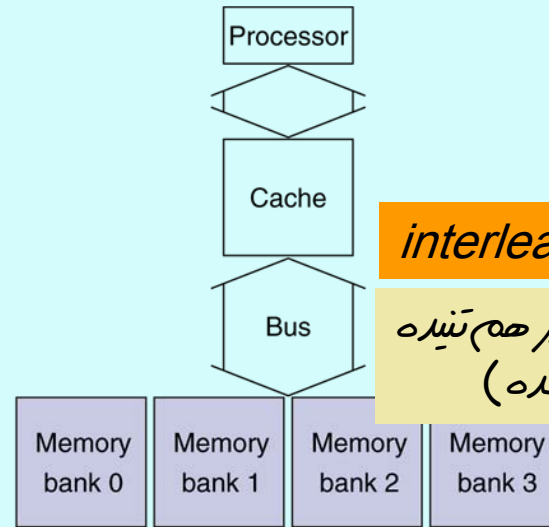 Processor
Cache
interlea
هم تنیده
ده)
Bus
Memory bank 0
Memory bank 1
Memory bank 2
Memory bank 3